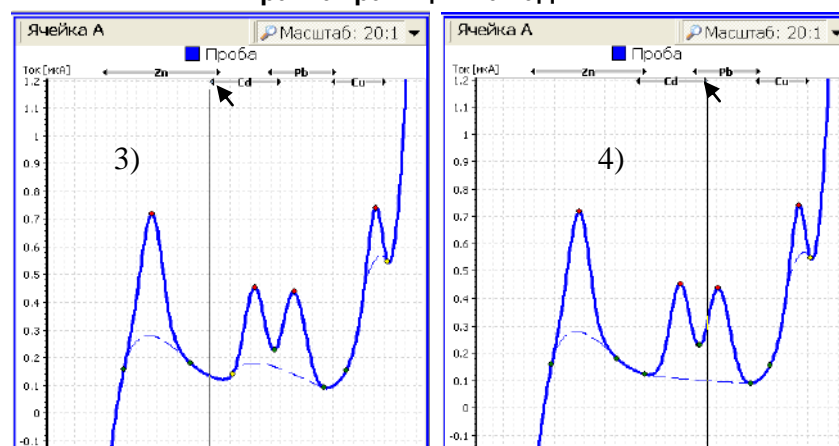 Ячейка А
Масштаб: 20:1
Проба
Ток[мкА]
Zn
Cd
Pb
Cu
1.2
1.1
1
0.9
0.8
0.7
0.6
0.5
0.4
0.3
0.2
0.1
0
-0.1
3)
Ячейка А
Масштаб: 20:1
Проба
Ток [мкА]
Zn
Cd
Pb
Cu
1.2
1.1
1
0.9
0.8
0.7
0.6
0.5
0.4
0.3
0.2
0.1
0
-0.1
4)